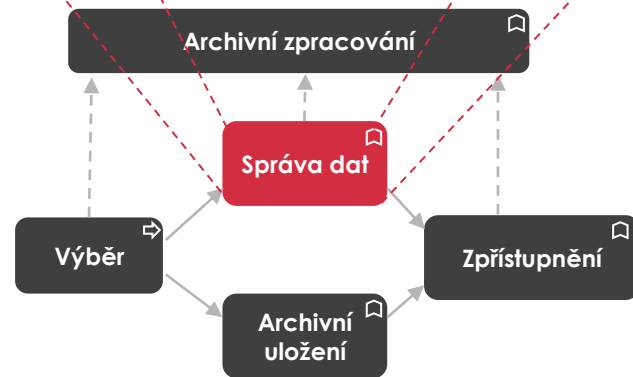 Archivní zpracování
Správa dat
Výběr
Zpřístupnění
Archivní
uložení